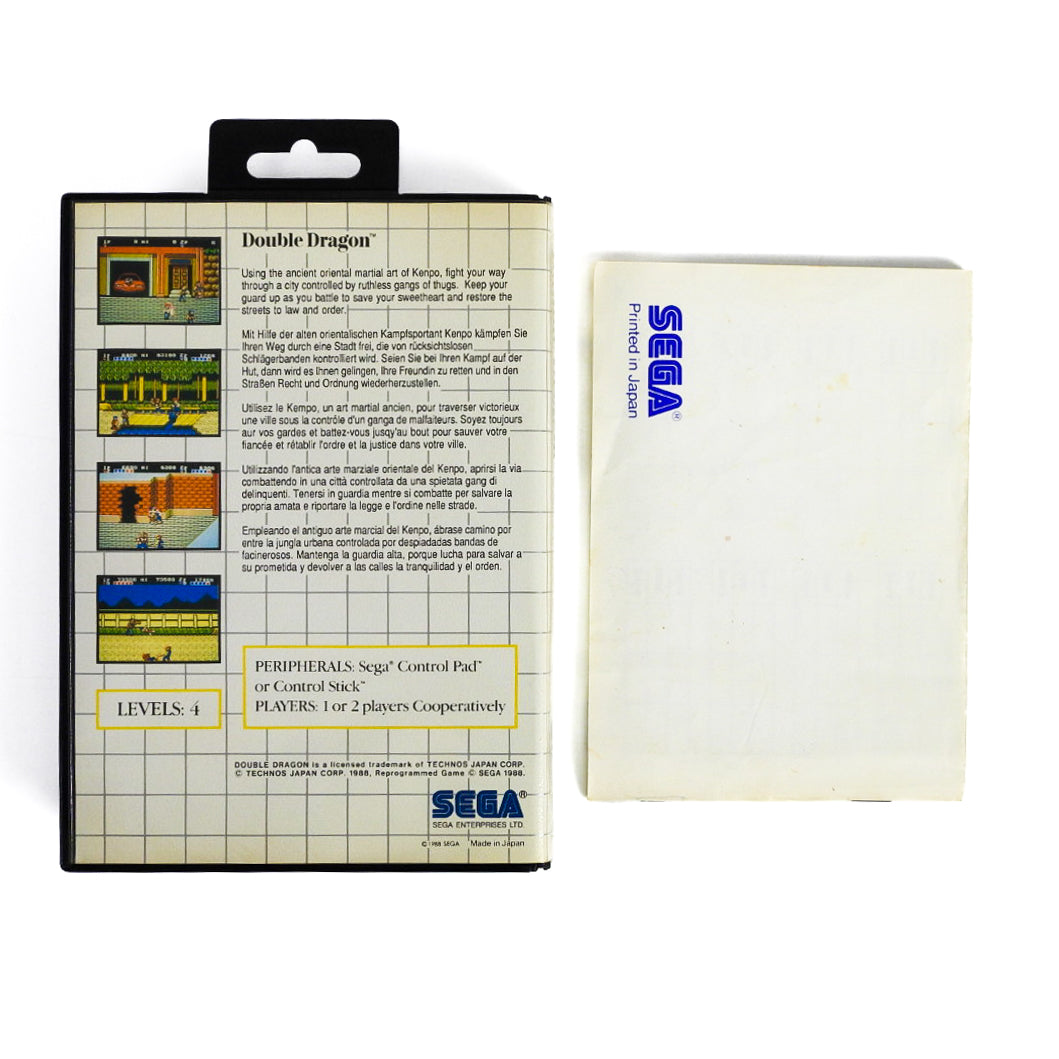 Double Dragon™
Using the ancient oriental martial art of Kenpo, fight your way
through a city controlled by ruthless gangs of thugs. Keep your
guard up as you battle to save your sweetheart and restore the
streets to law and order.
Mit Hilfe der alten orientalischen Kampfsportant Kenpo kämpfen Sie
Ihren Weg durch eine Stadt frei, die von rücksichtslosen
Schlägerbanden kontrolliert wird. Seien Sie bei Ihren Kampf auf der
Hut, dann wird es Ihnen gelingen, Ihre Freundin zu retten und in den
Straßen Recht und Ordnung wiederherzustellen.
Utilisez le Kempo, un art martial ancien, pour traverser victorieux
une ville sous la contrôle d'un ganga de malfaiteurs. Soyez toujours
aur vos gardes et battez-vous jusqy'au bout pour sauver votre
fiancée et rétablir l'ordre et la justice dans votre ville.
Utilizzando l'antica arte marziale orientale del Kenpo, aprirsi la via
combattendo in una città controllata da una spietata gang di
delinquenti. Tenersi in guardia mentre si combatte per salvare la
propria amata e riportare la legge e l'ordine nelle strade.
Empleando el antiguo arte marcial del Kenpo, ábrase camino por
entre la jungla urbana controlada por despiadadas bandas de
facinerosos. Mantenga la guardia alta, porque lucha para salvar a
su prometida y devolver a las calles la tranquilidad y el orden.
LEVELS: 4
PERIPHERALS: Sega® Control Pad™
or Control Stick™
PLAYERS: 1 or 2 players Cooperatively
DOUBLE DRAGON is a licensed trademark of TECHNOS JAPAN CORP.
© TECHNOS JAPAN CORP. 1988, Reprogrammed Game © SEGA 1988.
SEGA®
SEGA ENTERPRISES LTD.
© 1988 SEGA Made in Japan
SEGA®
Printed in Japan